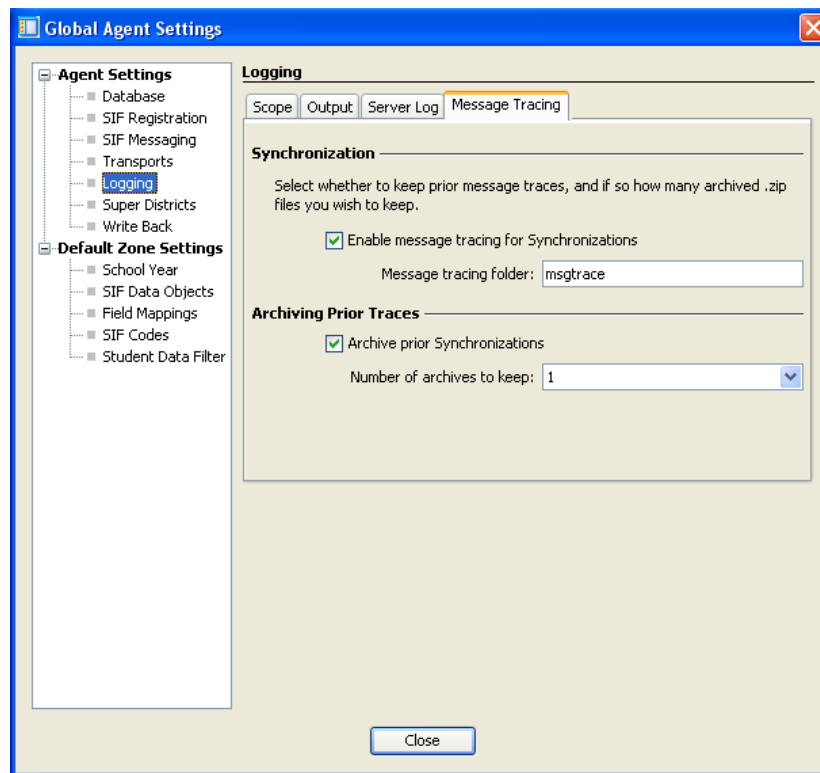 Global Agent Settings
Agent Settings
Database
SIF Registration
SIF Messaging
Transports
Logging
Super Districts
Write Back
Default Zone Settings
School Year
SIF Data Objects
Field Mappings
SIF Codes
Student Data Filter
Logging
Scope Output Server Log Message Tracing
Synchronization
Select whether to keep prior message traces, and if so how many archived .zip
files you wish to keep.
Enable message tracing for Synchronizations
Message tracing folder: msgtrace
Archiving Prior Traces
Archive prior Synchronizations
Number of archives to keep: 1
Close